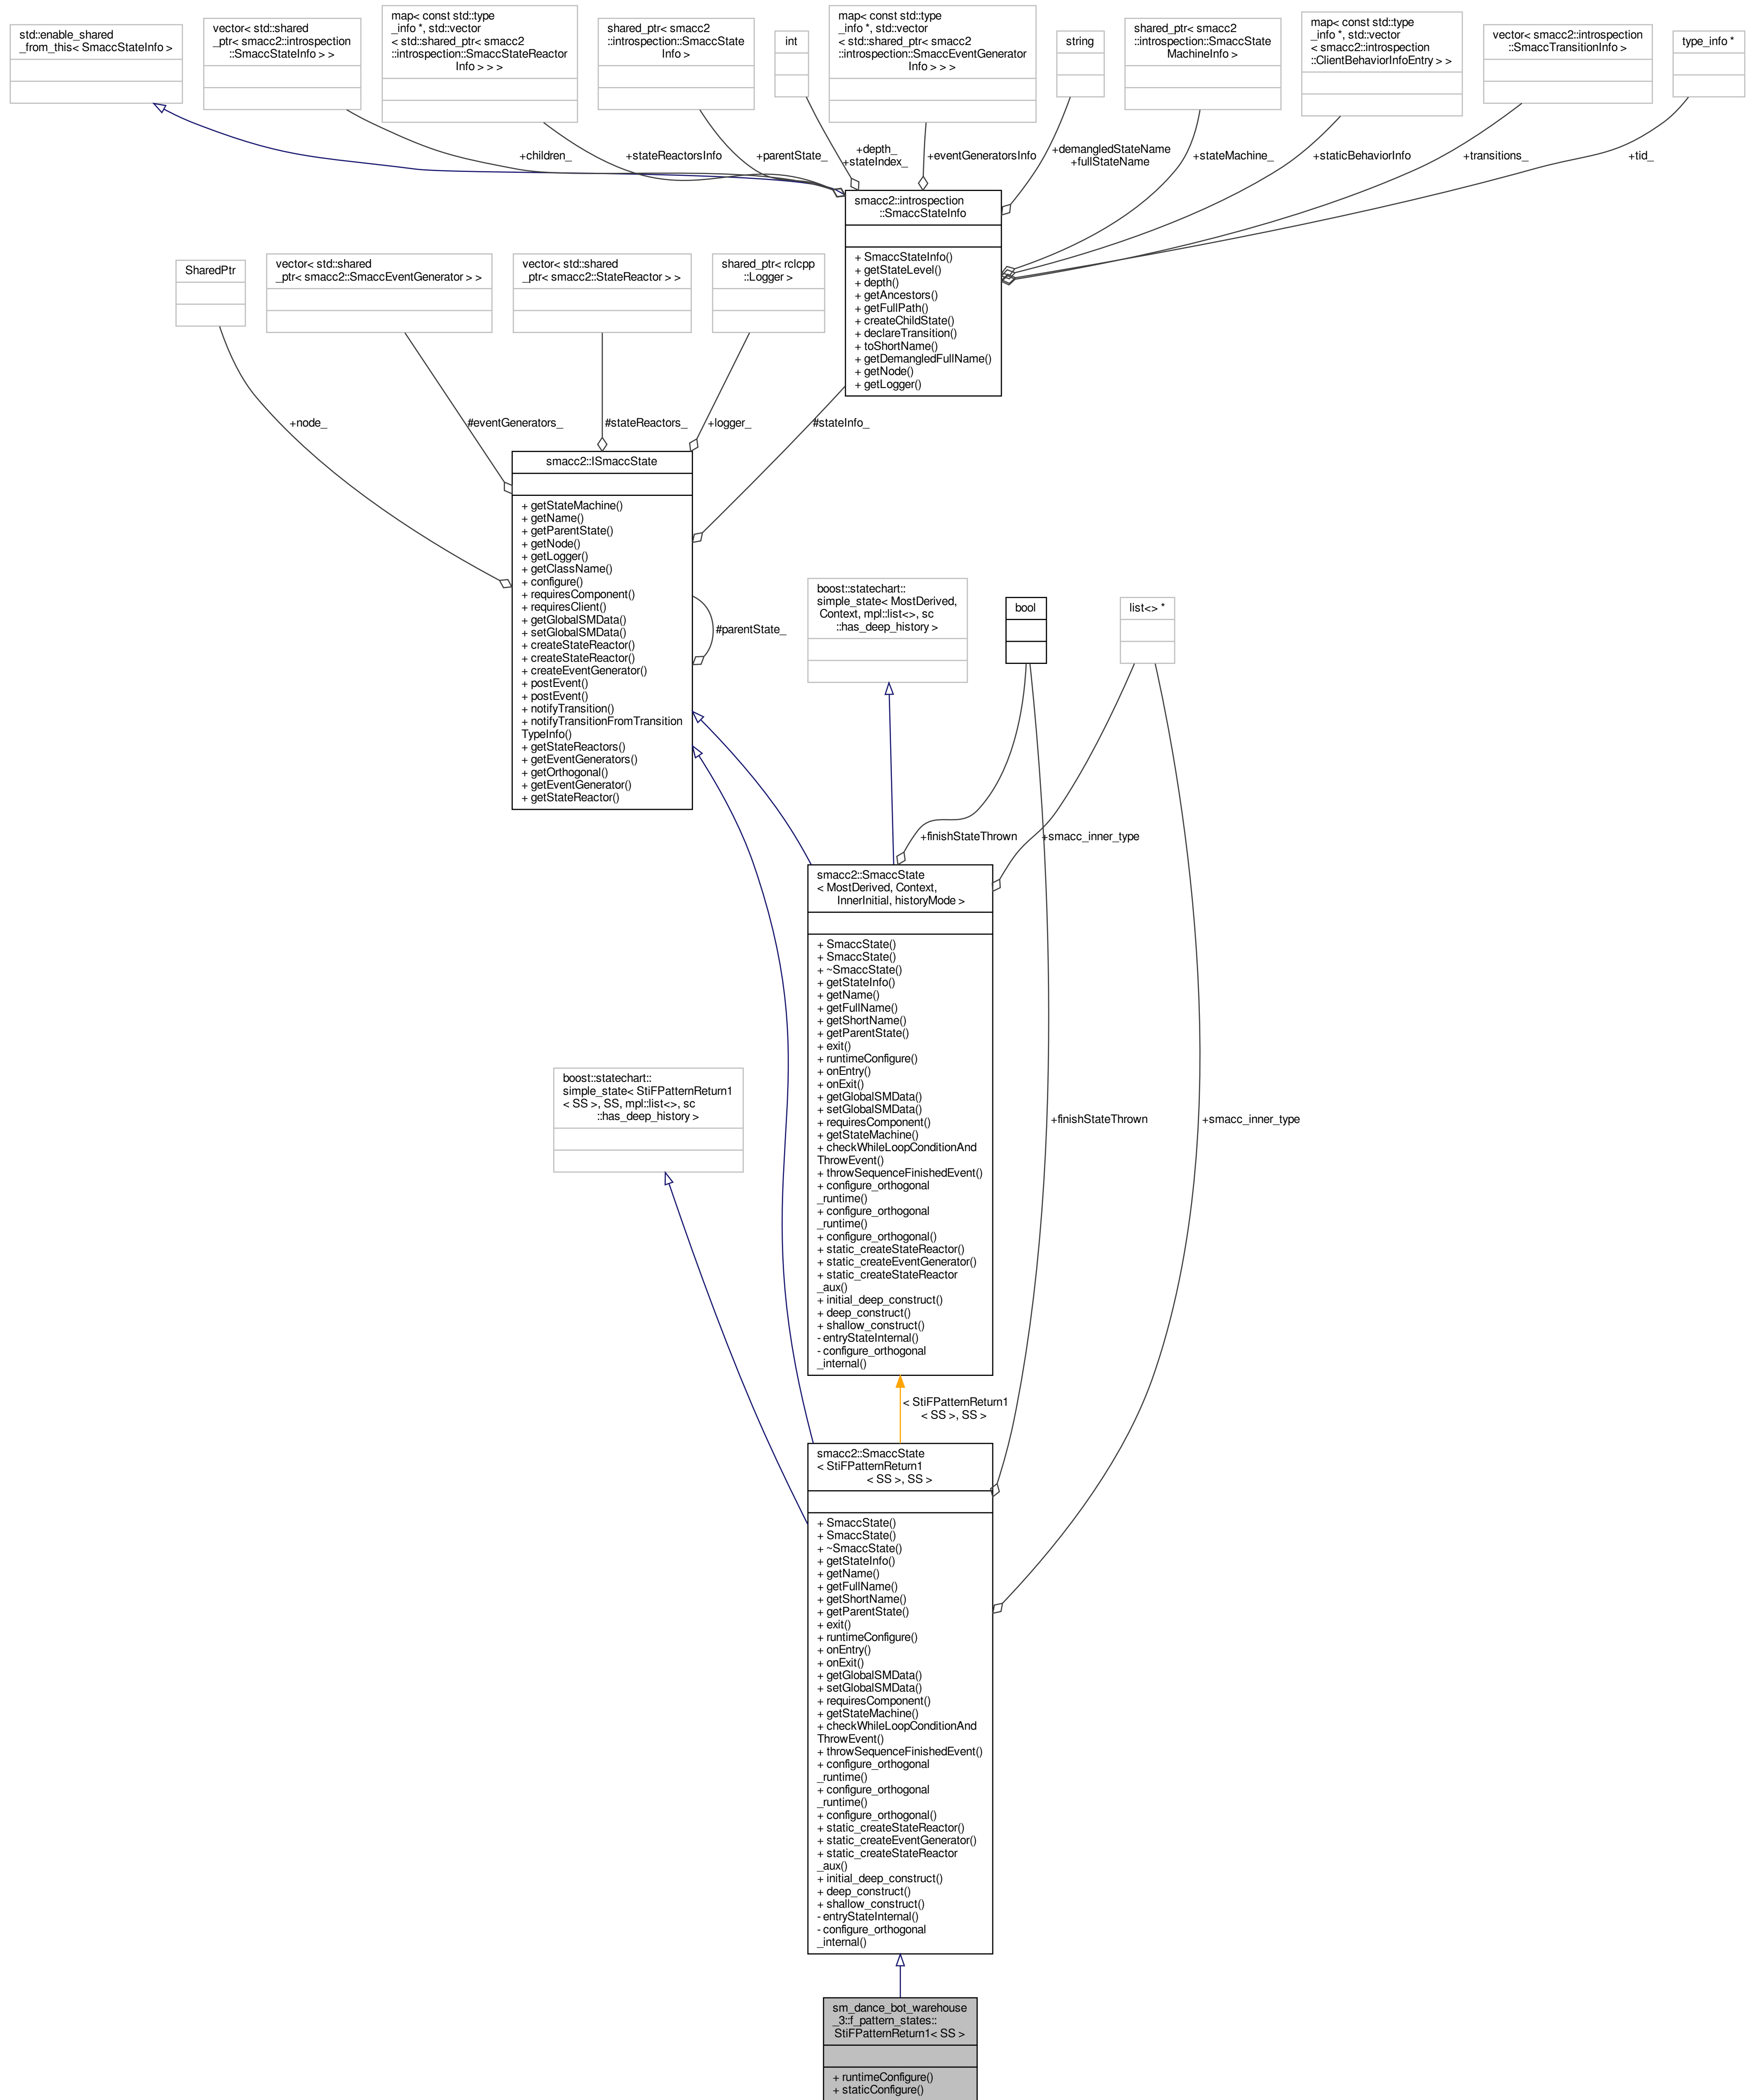 std::enable_shared
_from_this< SmaccStateInfo >
vector< std::shared
_ptr< smacc2::introspection
::SmaccStateInfo > >
map< const std::type
_info *, std::vector
< std::shared_ptr< smacc2
::introspection::SmaccStateReactor
Info > > >
shared_ptr< smacc2
::introspection::SmaccState
Info >
int
map< const std::type
_info *, std::vector
< std::shared_ptr< smacc2
::introspection::SmaccEventGenerator
Info > > >
string
shared_ptr< smacc2
::introspection::SmaccState
MachineInfo >
map< const std::type
_info *, std::vector
< smacc2::introspection
::ClientBehaviorInfoEntry > >
vector< smacc2::introspection
::SmaccTransitionInfo >
type_info *
+children_
+stateReactorsInfo
+parentState_
+depth_
+stateIndex_
+eventGeneratorsInfo
+demangledStateName
+fullStateName
+stateMachine_
+staticBehaviorInfo
+transitions_
+tid_
smacc2::introspection
::SmaccStateInfo
+ SmaccStateInfo()
+ getStateLevel()
+ depth()
+ getAncestors()
+ getFullPath()
+ createChildState()
+ declareTransition()
+ toShortName()
+ getDemangledFullName()
+ getNode()
+ getLogger()
SharedPtr
vector< std::shared
_ptr< smacc2::SmaccEventGenerator > >
vector< std::shared
_ptr< smacc2::StateReactor > >
shared_ptr< rclcpp
::Logger >
+node_
#eventGenerators_
#stateReactors_
+logger_
#stateInfo_
smacc2::ISmaccState
+ getStateMachine()
+ getName()
+ getParentState()
+ getNode()
+ getLogger()
+ getClassName()
+ configure()
+ requiresComponent()
+ requiresClient()
+ getGlobalSMData()
+ setGlobalSMData()
+ createStateReactor()
+ createStateReactor()
+ createEventGenerator()
+ postEvent()
+ postEvent()
+ notifyTransition()
+ notifyTransitionFromTransition
TypeInfo()
+ getStateReactors()
+ getEventGenerators()
+ getOrthogonal()
+ getEventGenerator()
+ getStateReactor()
#parentState_
boost::statechart::
simple_state< MostDerived,
Context, mpl::list<>, sc
::has_deep_history >
bool
list<> *
+finishStateThrown
+smacc_inner_type
smacc2::SmaccState
< MostDerived, Context,
InnerInitial, historyMode >
+ SmaccState()
+ SmaccState()
+ ~SmaccState()
+ getStateInfo()
+ getName()
+ getFullName()
+ getShortName()
+ getParentState()
+ exit()
+ runtimeConfigure()
+ onEntry()
+ onExit()
+ getGlobalSMData()
+ setGlobalSMData()
+ requiresComponent()
+ getStateMachine()
+ checkWhileLoopConditionAnd
ThrowEvent()
+ throwSequenceFinishedEvent()
+ configure_orthogonal
_runtime()
+ configure_orthogonal
_runtime()
+ configure_orthogonal()
+ static_createStateReactor()
+ static_createEventGenerator()
+ static_createStateReactor
_aux()
+ initial_deep_construct()
+ deep_construct()
+ shallow_construct()
- entryStateInternal()
- configure_orthogonal
_internal()
boost::statechart::
simple_state< StiFPatternReturn1
< SS >, SS, mpl::list<>, sc
::has_deep_history >
+finishStateThrown
+smacc_inner_type
< StiFPatternReturn1
< SS >, SS >
smacc2::SmaccState
< StiFPatternReturn1
< SS >, SS >
+ SmaccState()
+ SmaccState()
+ ~SmaccState()
+ getStateInfo()
+ getName()
+ getFullName()
+ getShortName()
+ getParentState()
+ exit()
+ runtimeConfigure()
+ onEntry()
+ onExit()
+ getGlobalSMData()
+ setGlobalSMData()
+ requiresComponent()
+ getStateMachine()
+ checkWhileLoopConditionAnd
ThrowEvent()
+ throwSequenceFinishedEvent()
+ configure_orthogonal
_runtime()
+ configure_orthogonal
_runtime()
+ configure_orthogonal()
+ static_createStateReactor()
+ static_createEventGenerator()
+ static_createStateReactor
_aux()
+ initial_deep_construct()
+ deep_construct()
+ shallow_construct()
- entryStateInternal()
- configure_orthogonal
_internal()
sm_dance_bot_warehouse
_3::f_pattern_states::
StiFPatternReturn1< SS >
+ runtimeConfigure()
+ staticConfigure()